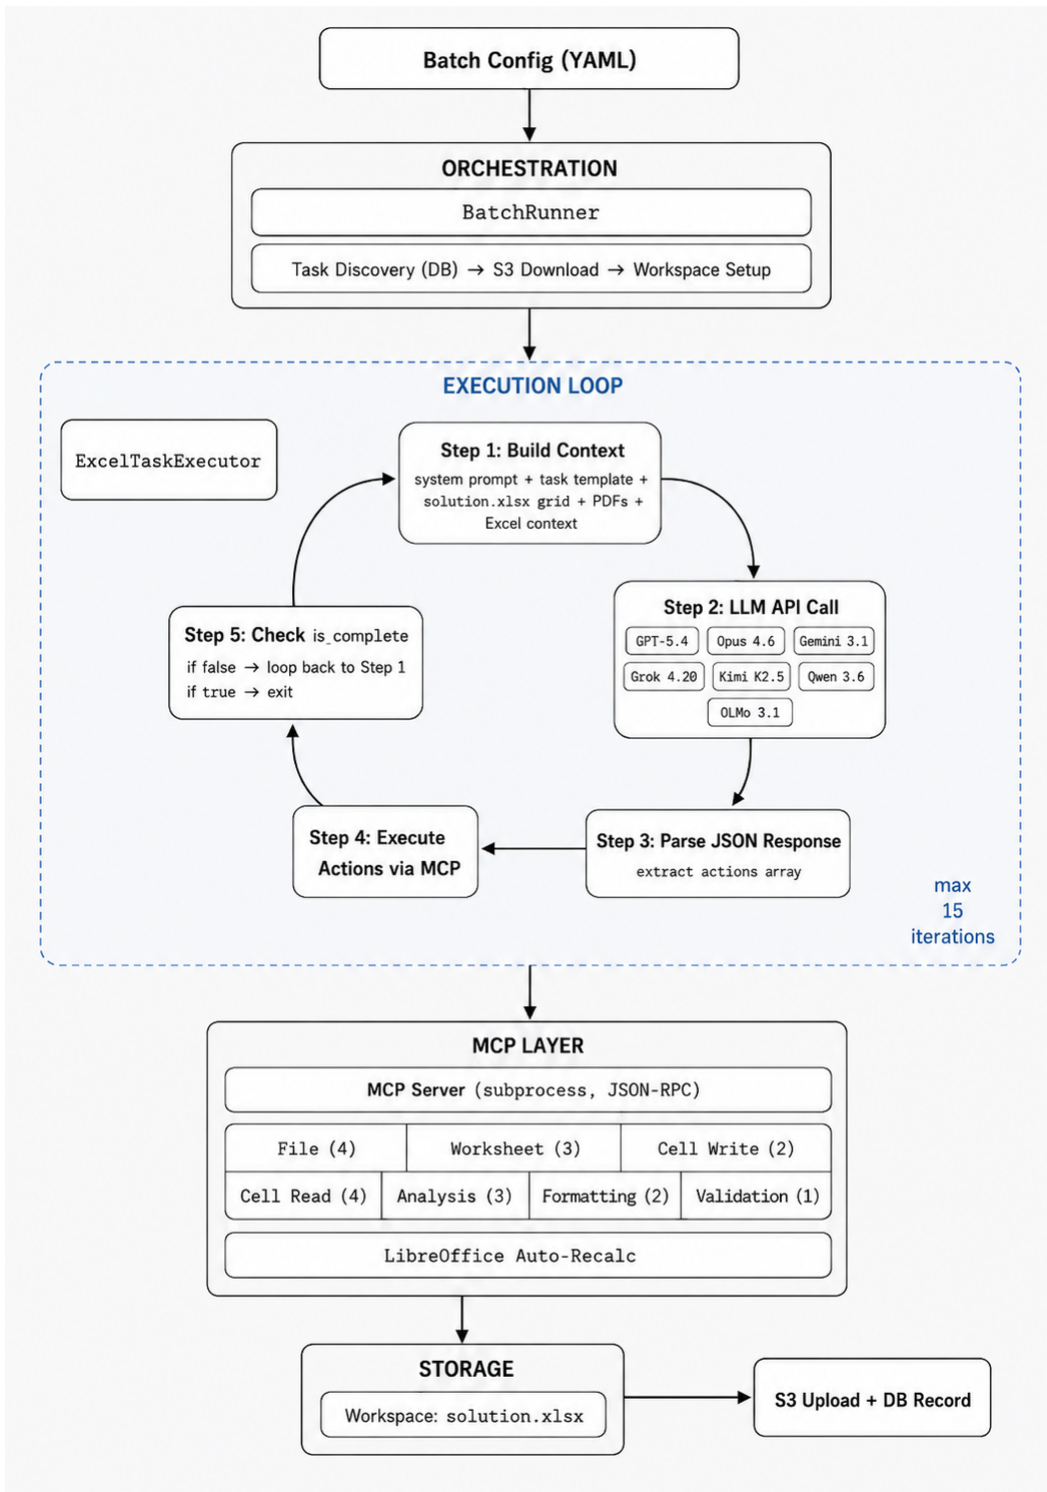 Batch Config (YAML)
ORCHESTRATION
BatchRunner
Task Discovery (DB) → S3 Download → Workspace Setup
EXECUTION LOOP
ExcelTaskExecutor
Step 1: Build Context
system prompt + task template +
solution.xlsx grid + PDFs +
Excel context
Step 2: LLM API Call
GPT-5.4 Opus 4.6 Gemini 3.1
Grok 4.20 Kimi K2.5 Qwen 3.6
OLMo 3.1
Step 5: Check is_complete
if false → loop back to Step 1
if true → exit
Step 4: Execute
Actions via MCP
Step 3: Parse JSON Response
extract actions array
max
15
iterations
MCP LAYER
MCP Server (subprocess, JSON-RPC)
File (4) Worksheet (3) Cell Write (2)
Cell Read (4) Analysis (3) Formatting (2) Validation (1)
LibreOffice Auto-Recalc
STORAGE
Workspace: solution.xlsx
S3 Upload + DB Record